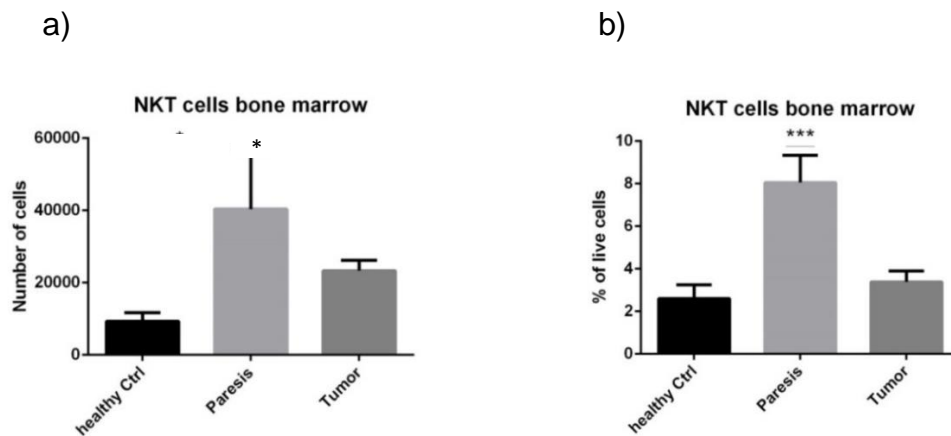 a)
NKT cells bone marrow
Number of cells
60000
40000
20000
0
*
*
healthy Ctrl
Paresis
Tumor
b)
NKT cells bone marrow
% of live cells
10
8
6
4
2
0
***
healthy Ctrl
Paresis
Tumor